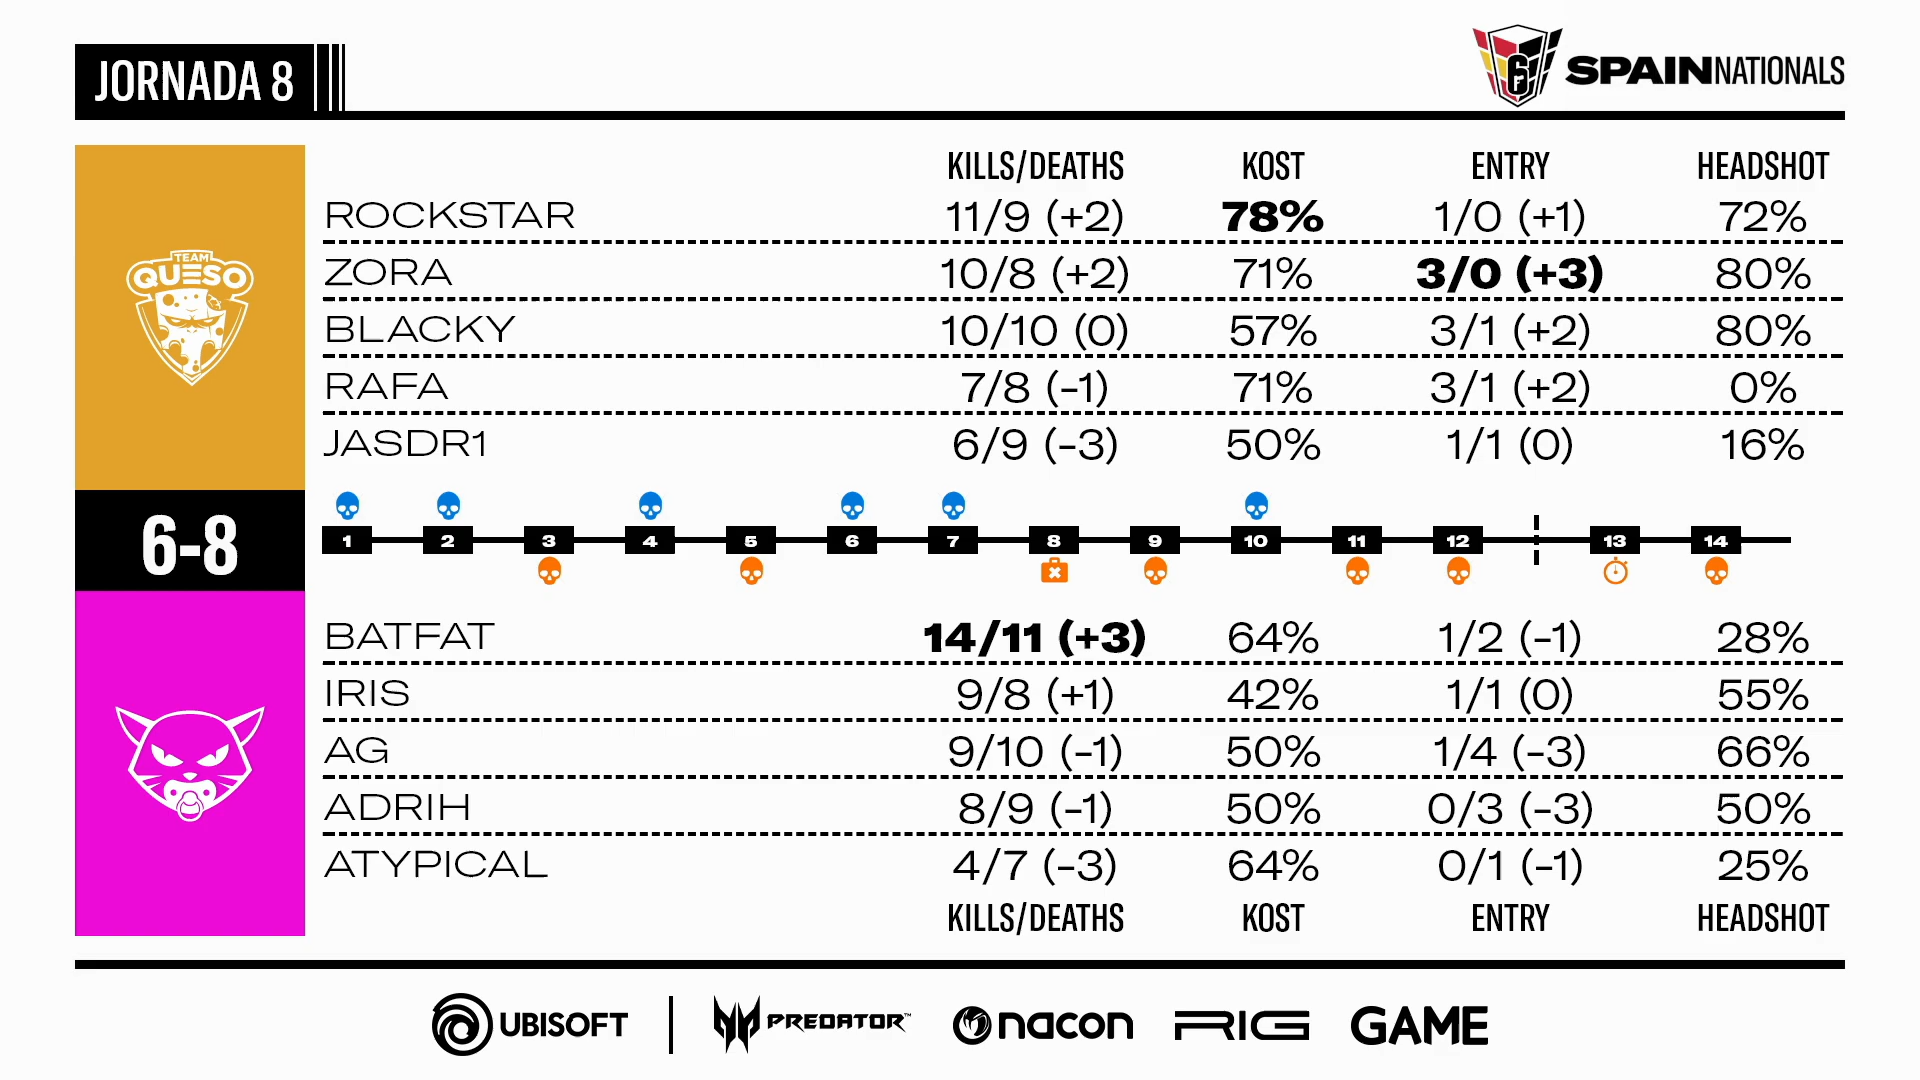 JORNADA 8
6 SPAINNATIONALS
KILLS/DEATHS KOST ENTRY HEADSHOT
TEAM
QUESO
ROCKSTAR 11/9 (+2) 78% 1/0 (+1) 72%
ZORA 10/8 (+2) 71% 3/0 (+3) 80%
BLACKY 10/10 (0) 57% 3/1 (+2) 80%
RAFA 7/8 (-1) 71% 3/1 (+2) 0%
JASDR1 6/9 (-3) 50% 1/1 (0) 16%
6-8
1 2 3 4 5 6 7 8 9 10 11 12 13 14
BATFAT 14/11 (+3) 64% 1/2 (-1) 28%
IRIS 9/8 (+1) 42% 1/1 (0) 55%
AG 9/10 (-1) 50% 1/4 (-3) 66%
ADRIH 8/9 (-1) 50% 0/3 (-3) 50%
ATYPICAL 4/7 (-3) 64% 0/1 (-1) 25%
KILLS/DEATHS KOST ENTRY HEADSHOT
UBISOFT PREDATOR™ nacon RIG GAME